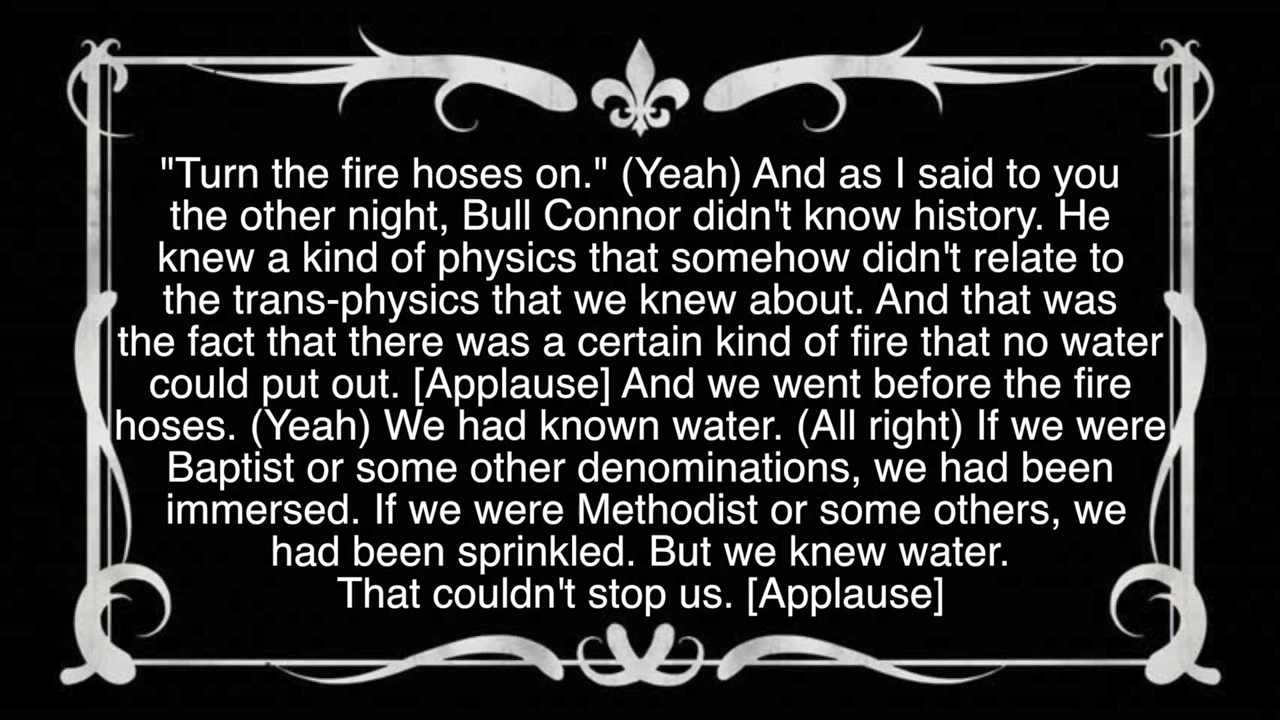 "Turn the fire hoses on." (Yeah) And as I said to you
the other night, Bull Connor didn't know history. He
knew a kind of physics that somehow didn't relate to
the trans-physics that we knew about. And that was
the fact that there was a certain kind of fire that no water
could put out. [Applause] And we went before the fire
hoses. (Yeah) We had known water. (All right) If we were
Baptist or some other denominations, we had been
immersed. If we were Methodist or some others, we
had been sprinkled. But we knew water.
That couldn't stop us. [Applause]